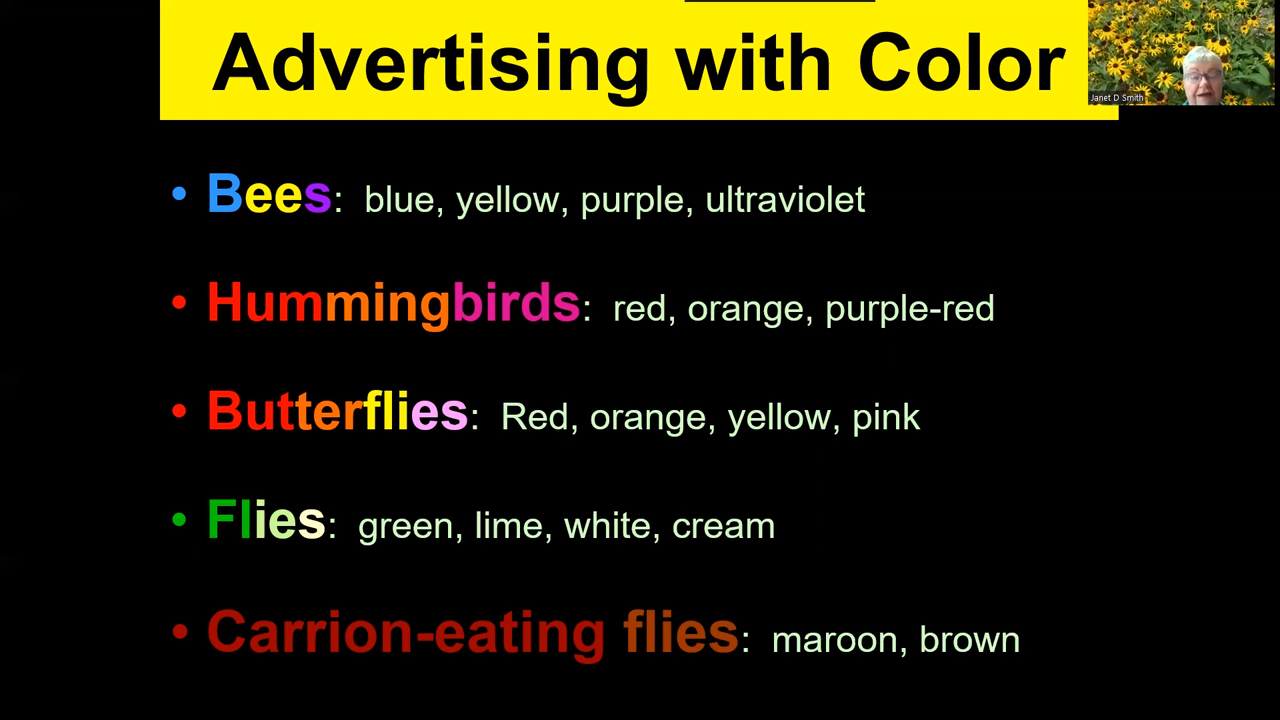 Advertising with Color
Janet D Smith
• Bees: blue, yellow, purple, ultraviolet
• Hummingbirds: red, orange, purple-red
• Butterflies: Red, orange, yellow, pink
• Flies: green, lime, white, cream
• Carrion-eating flies: maroon, brown